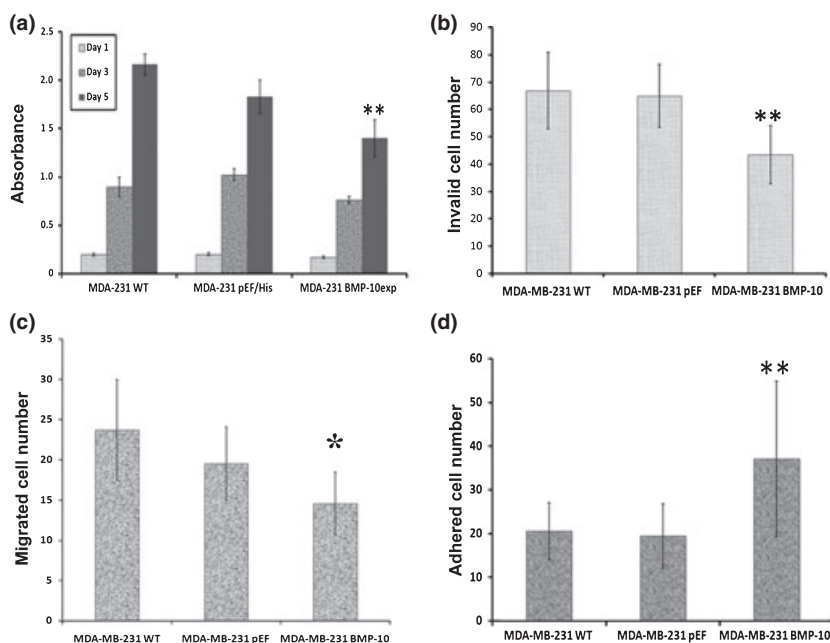 (a)
2.5
2.0
1.5
1.0
0.5
0
Absorbance
Day 1
Day 3
Day 5
**
MDA-231 WT
MDA-231 pEF/His
MDA-231 BMP-10exp
(b)
90
80
70
60
50
40
30
20
10
0
Invalid cell number
**
MDA-MB-231 WT
MDA-MB-231 pEF
MDA-MB-231 BMP-10
(c)
35
30
25
20
15
10
5
0
Migrated cell number
*
MDA-MB-231 WT
MDA-MB-231 pEF
MDA-MB-231 BMP-10
(d)
60
50
40
30
20
10
0
Adhered cell number
**
MDA-MB-231 WT
MDA-MB-231 pEF
MDA-MB-231 BMP-10